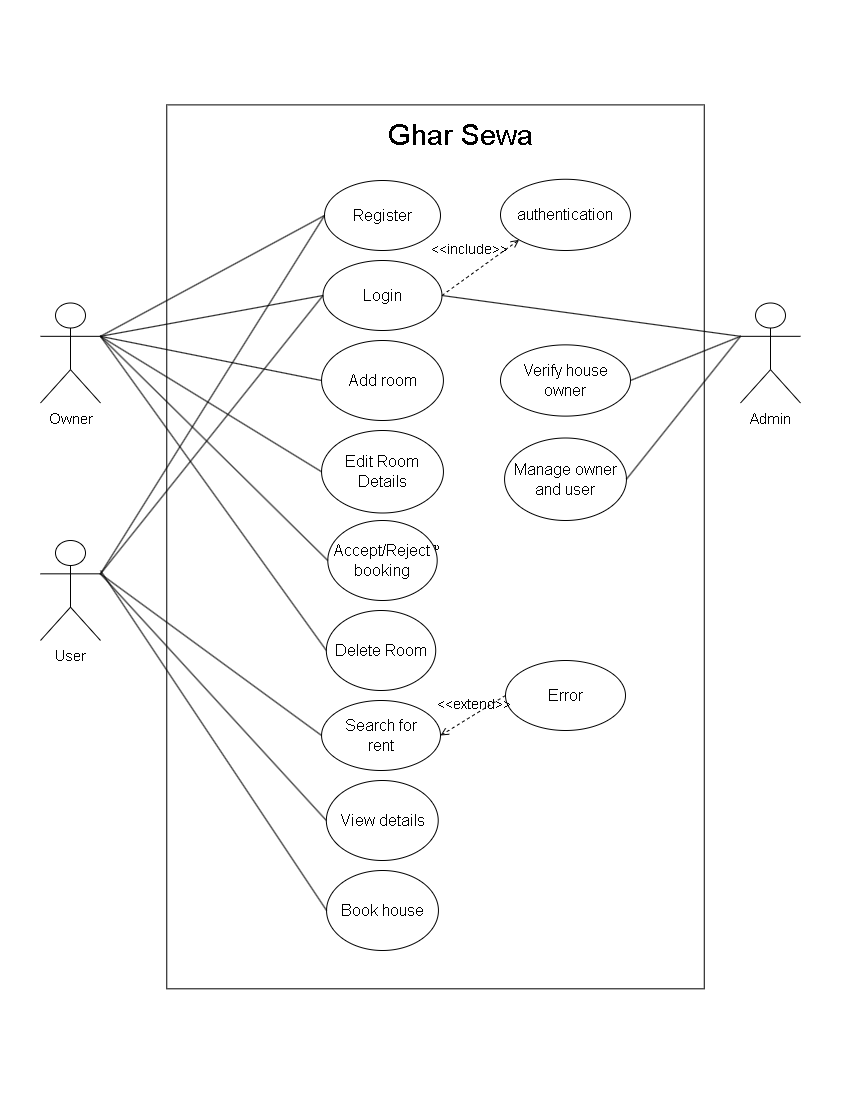 Ghar Sewa
Register
authentication
<<include>>
Login
Owner
Add room
Verify house
owner
Admin
Edit Room
Details
Manage owner
and user
Accept/Reject
booking
User
Delete Room
<<extend>>
Error
Search for
rent
View details
Book house